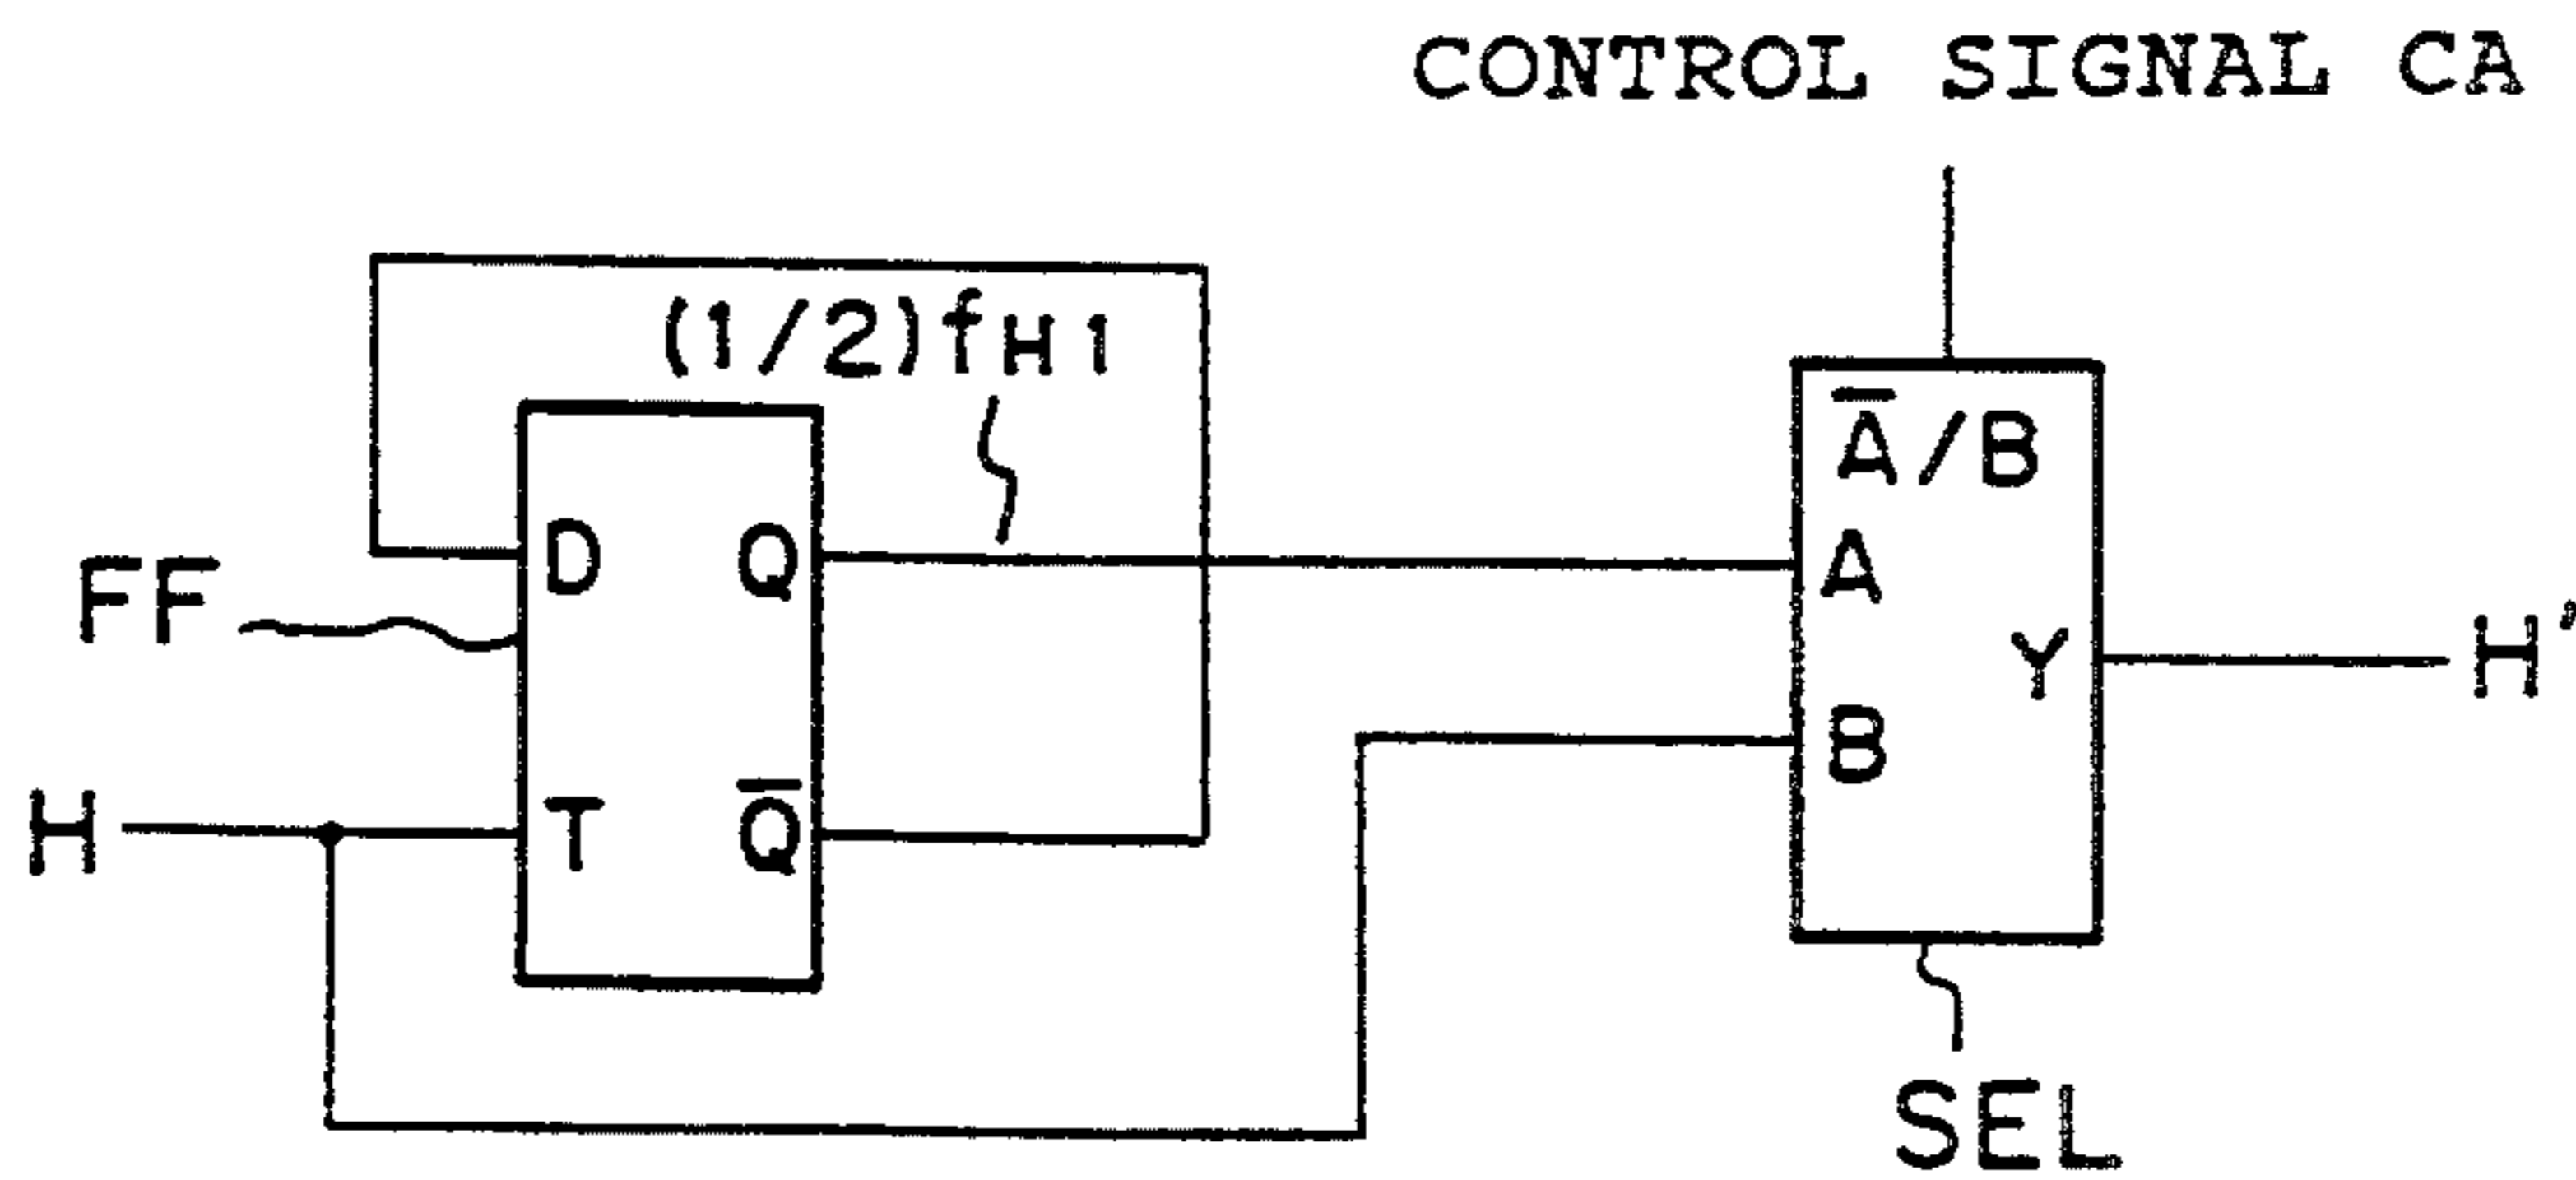 CONTROL SIGNAL CA
(1/2)fH1
A̅/B
D Q
A
FF
Y
H'
B
H
T Q̅
SEL